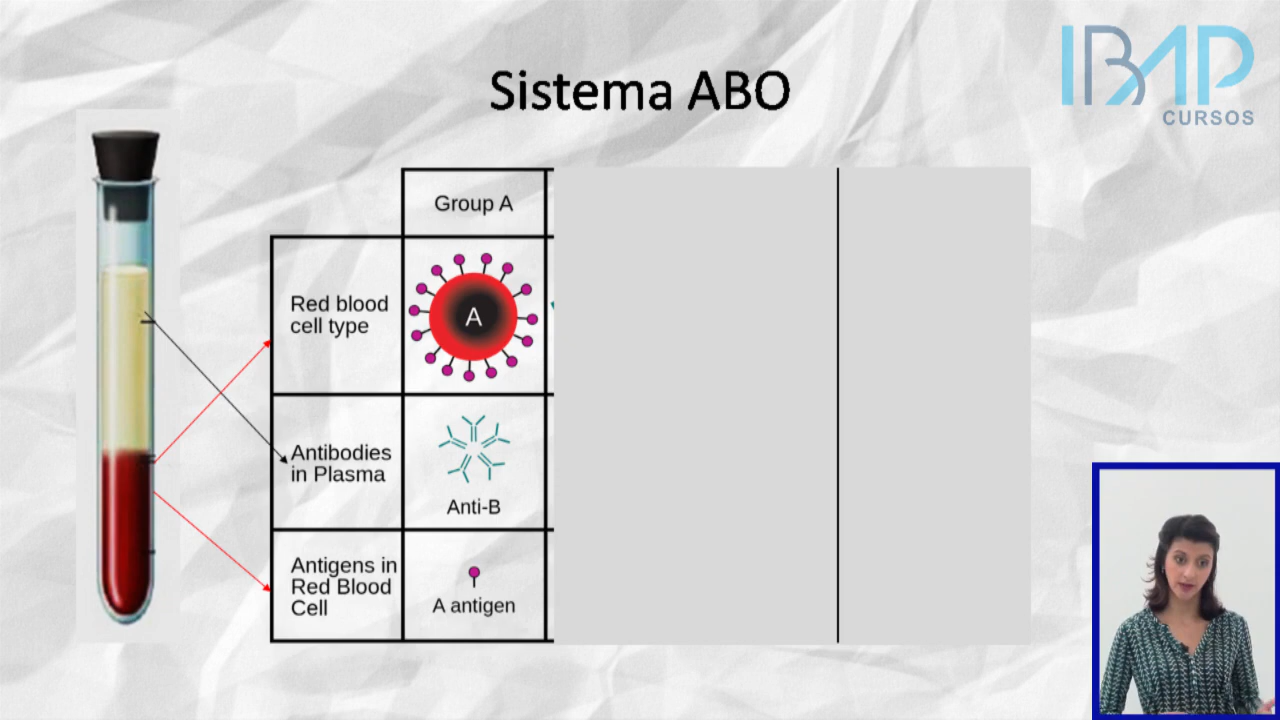 Sistema ABO
IBAP
CURSOS
Group A
Red blood
cell type
A
Antibodies
in Plasma
Anti-B
Antigens in
Red Blood
Cell
A antigen